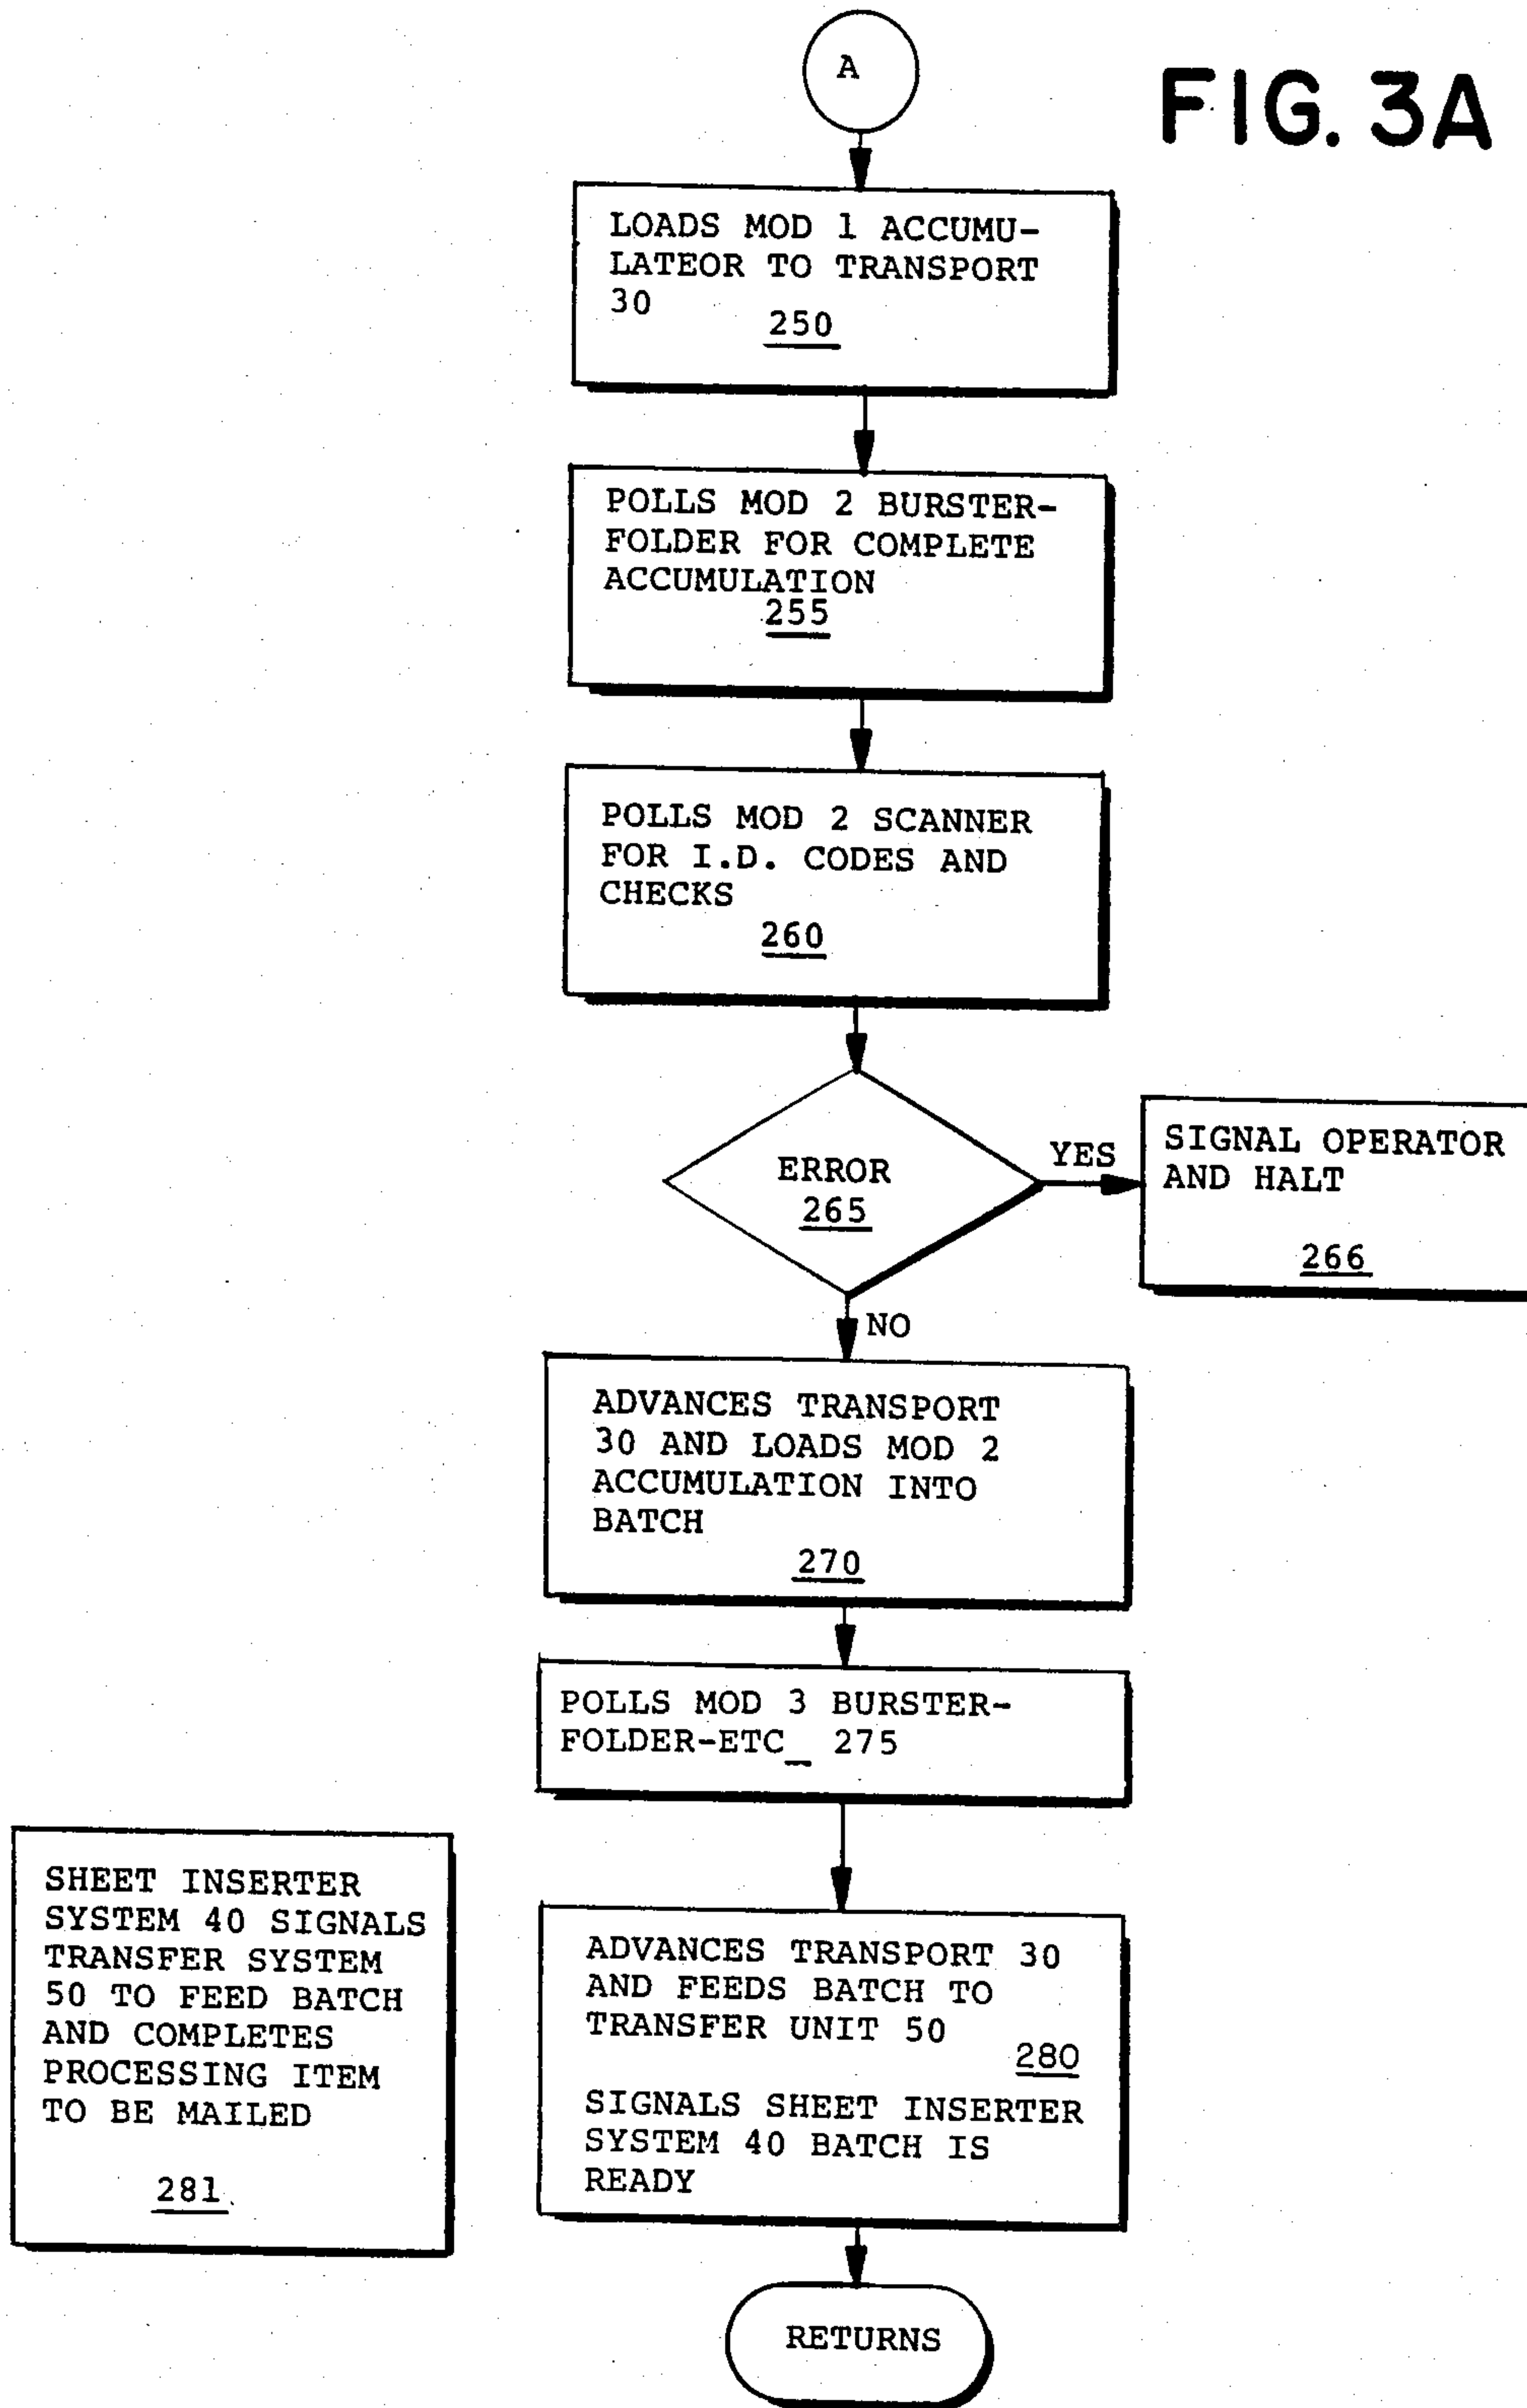 A
FIG. 3A
LOADS MOD 1 ACCUMU-
LATEOR TO TRANSPORT
30
250
POLLS MOD 2 BURSTER-
FOLDER FOR COMPLETE
ACCUMULATION
255
POLLS MOD 2 SCANNER
FOR I.D. CODES AND
CHECKS
260
ERROR
265
YES
SIGNAL OPERATOR
AND HALT
266
NO
ADVANCES TRANSPORT
30 AND LOADS MOD 2
ACCUMULATION INTO
BATCH
270
POLLS MOD 3 BURSTER-
FOLDER-ETC_ 275
SHEET INSERTER
SYSTEM 40 SIGNALS
TRANSFER SYSTEM
50 TO FEED BATCH
AND COMPLETES
PROCESSING ITEM
TO BE MAILED
281
ADVANCES TRANSPORT 30
AND FEEDS BATCH TO
TRANSFER UNIT 50
280
SIGNALS SHEET INSERTER
SYSTEM 40 BATCH IS
READY
RETURNS